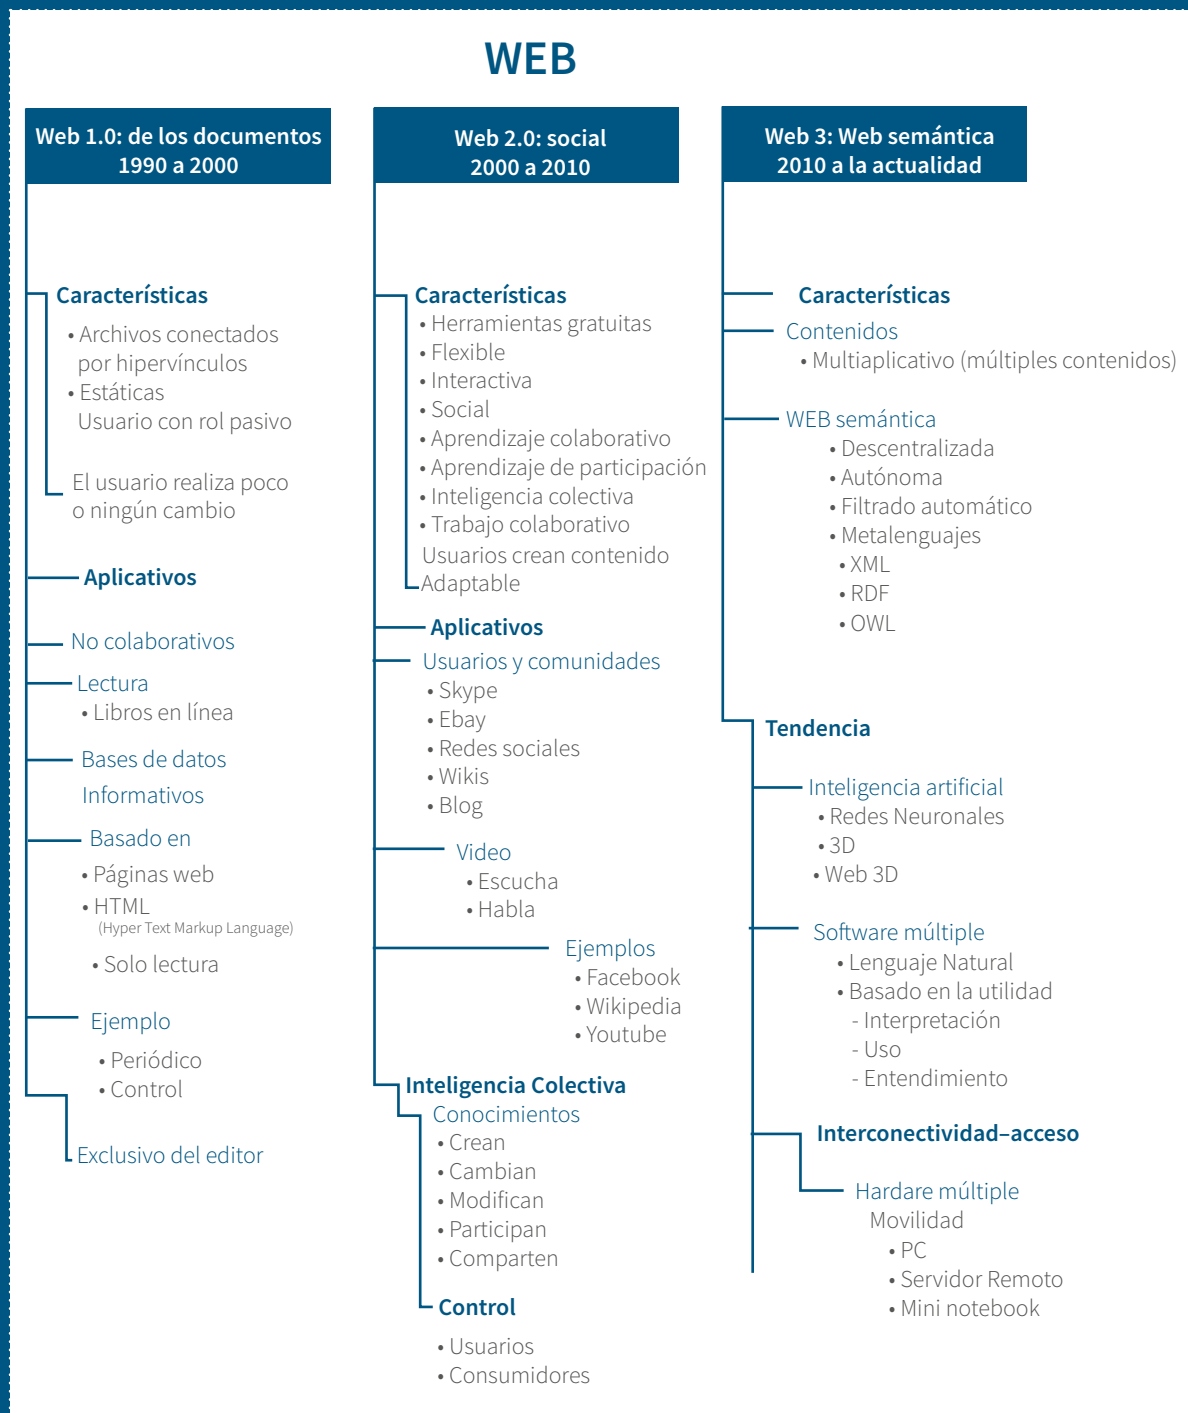 WEB
Web 1.0: de los documentos
1990 a 2000
Características
• Archivos conectados
por hipervínculos
• Estáticas
Usuario con rol pasivo
El usuario realiza poco
o ningún cambio
Aplicativos
No colaborativos
Lectura
• Libros en línea
Bases de datos
Informativos
Basado en
• Páginas web
• HTML
(Hyper Text Markup Language)
• Solo lectura
Ejemplo
• Periódico
• Control
Exclusivo del editor
Web 2.0: social
2000 a 2010
Características
• Herramientas gratuitas
• Flexible
• Interactiva
• Social
• Aprendizaje colaborativo
• Aprendizaje de participación
• Inteligencia colectiva
• Trabajo colaborativo
Usuarios crean contenido
Adaptable
Aplicativos
Usuarios y comunidades
• Skype
• Ebay
• Redes sociales
• Wikis
• Blog
Video
• Escucha
• Habla
Ejemplos
• Facebook
• Wikipedia
• Youtube
Inteligencia Colectiva
Conocimientos
• Crean
• Cambian
• Modifican
• Participan
• Comparten
Control
• Usuarios
• Consumidores
Web 3: Web semántica
2010 a la actualidad
Características
Contenidos
• Multiaplicativo (múltiples contenidos)
WEB semántica
• Descentralizada
• Autónoma
• Filtrado automático
• Metalenguajes
• XML
• RDF
• OWL
Tendencia
Inteligencia artificial
• Redes Neuronales
• 3D
• Web 3D
Software múltiple
• Lenguaje Natural
• Basado en la utilidad
- Interpretación
- Uso
- Entendimiento
Interconectividad–acceso
Hardare múltiple
Movilidad
• PC
• Servidor Remoto
• Mini notebook